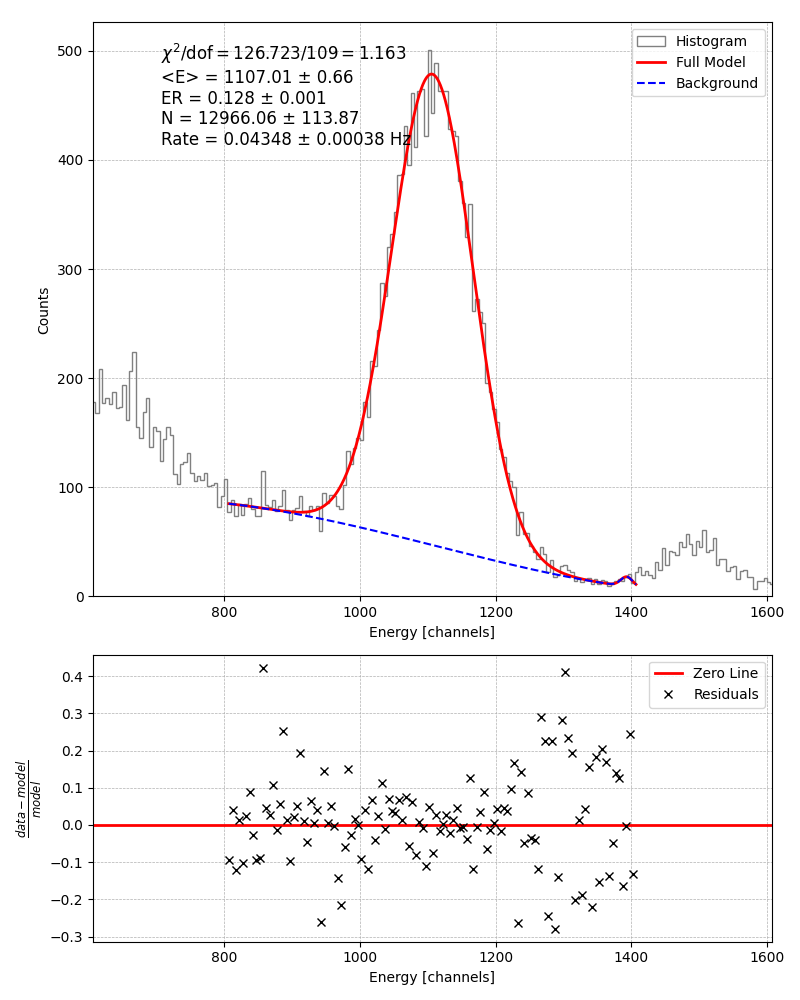 500
400
300
200
100
0
Counts
χ²/dof = 126.723/109 = 1.163
<E> = 1107.01 ± 0.66
ER = 0.128 ± 0.001
N = 12966.06 ± 113.87
Rate = 0.04348 ± 0.00038 Hz
Histogram
Full Model
Background
800 1000 1200 1400 1600
Energy [channels]
0.4
0.3
0.2
0.1
0.0
−0.1
−0.2
−0.3
data − model
model
Zero Line
Residuals
800 1000 1200 1400 1600
Energy [channels]